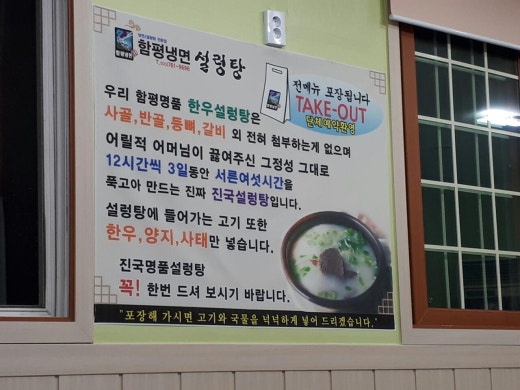 함평냉면 설렁탕
전메뉴 포장됩니다
TAKE-OUT
단체예약환영
우리 함평명품 한우설렁탕은
사골,반골,등뼈,갈비 외 전혀 첨부하는게 없으며
어릴적 어머님이 끓여주신 그정성 그대로
12시간씩 3일동안 서른여섯시간을
푹고아 만드는 진짜 진국설렁탕입니다.
설렁탕에 들어가는 고기 또한
한우,양지,사태만 넣습니다.
진국명품설렁탕
꼭! 한번 드셔 보시기 바랍니다.
"포장해 가시면 고기와 국물을 넉넉하게 넣어 드리겠습니다."